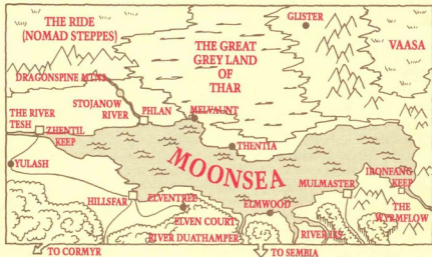 THE RIDE
(NOMAD STEPPES)
GLISTER
THE GREAT
GREY LAND
OF
THAR
VAASA
DRAGONSPINE MTNS
STOJANOW
RIVER
PHLAN
MELVAUNT
THE RIVER
TESH
ZHENTIL
KEEP
THENTIA
YULASH
MOONSEA
MULMASTER
IRONFANG
KEEP
HILLSFAR
ELVENTREE
ELMWOOD
THE
WYRMFLOW
ELVEN COURT
RIVER DUATHAMPER
RIVER LIS
TO CORMYR
TO SEMBIA